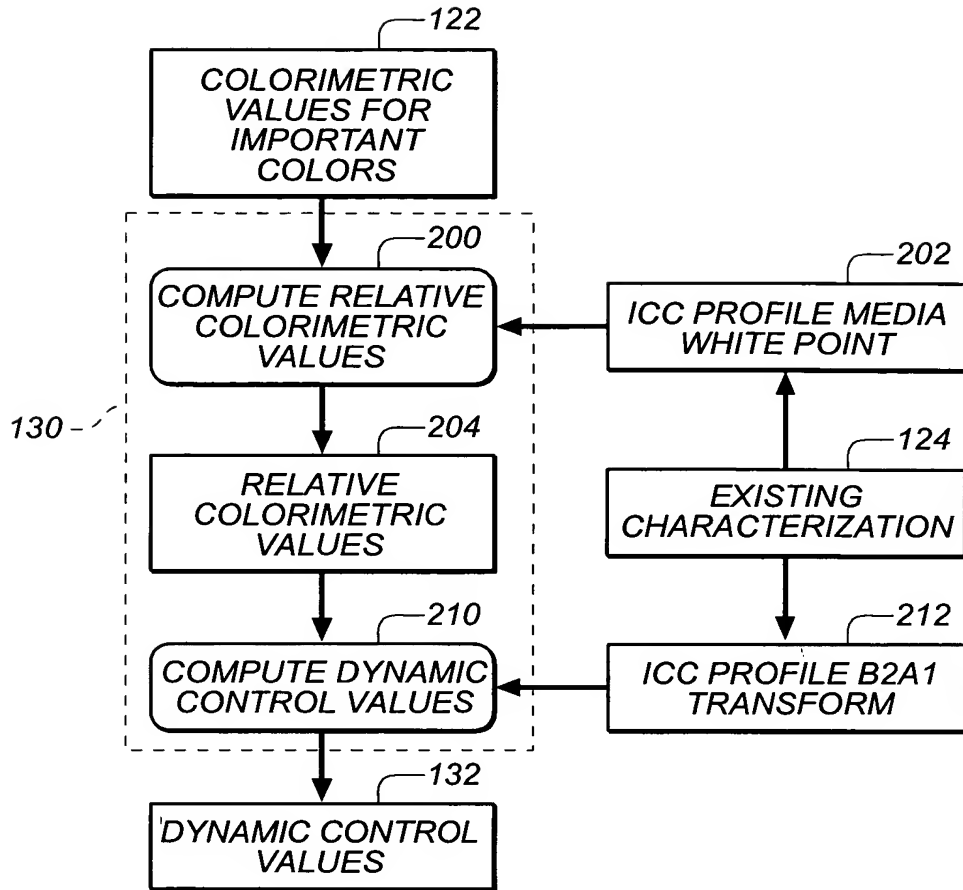 122
COLORIMETRIC
VALUES FOR
IMPORTANT
COLORS
200
COMPUTE RELATIVE
COLORIMETRIC
VALUES
202
ICC PROFILE MEDIA
WHITE POINT
130
204
RELATIVE
COLORIMETRIC
VALUES
124
EXISTING
CHARACTERIZATION
210
COMPUTE DYNAMIC
CONTROL VALUES
212
ICC PROFILE B2A1
TRANSFORM
132
DYNAMIC CONTROL
VALUES